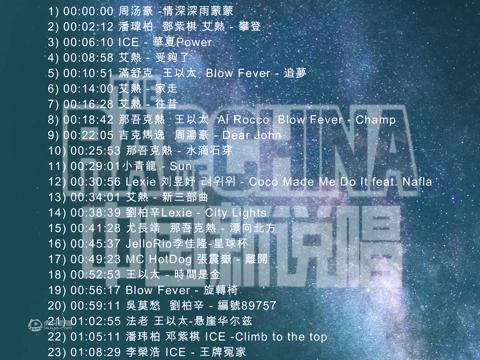 1) 00:00:00 周汤豪 -情深深雨蒙蒙
2) 00:02:12 潘瑋柏  鄧紫棋 艾熱 - 攀登
3) 00:06:10 ICE - 華夏Power
4) 00:08:58 艾熱 - 受夠了
5) 00:10:51 滿舒克  王以太  Blow Fever - 追夢
6) 00:14:00 艾熱 - 家走
7) 00:16:28 艾熱 - 往昔
8) 00:18:42 那吾克熱  王以太  Al Rocco  Blow Fever - Champ
9) 00:22:05 吉克雋逸  周湯豪 - Dear John
10) 00:25:53 那吾克熱 - 水滴石穿
11) 00:29:01小青龍 - Sun
12) 00:30:56 Lexie 刘昱妤 려위위 - Coco Made Me Do It feat. Nafla
13) 00:34:01 艾熱 - 新三部曲
14) 00:38:39 劉柏辛Lexie - City Lights
15) 00:41:28 尤長靖  那吾克熱 - 漂向北方
16) 00:45:37 JelloRio李佳隆-星球杯
17) 00:49:23 MC HotDog 張震嶽 - 離開
18) 00:52:53 王以太 - 時間是金
19) 00:56:17 Blow Fever - 旋轉椅
20) 00:59:11 吳莫愁  劉柏辛 - 編號89757
21) 01:02:55 法老 王以太-悬崖华尔兹
22) 01:05:11 潘玮柏 邓紫棋 ICE -Climb to the top
23) 01:08:29 李榮浩 ICE - 王牌冤家
CHINA
说唱